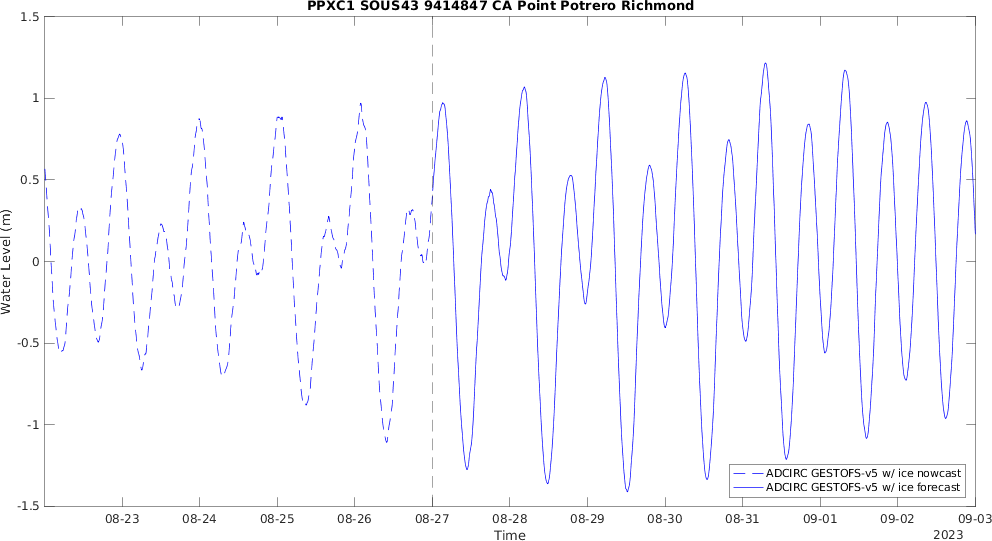 PPXC1 SOUS43 9414847 CA Point Potrero Richmond
1.5
1
0.5
0
-0.5
-1
-1.5
Water Level (m)
08-23 08-24 08-25 08-26 08-27 08-28 08-29 08-30 08-31 09-01 09-02 09-03
Time
2023
ADCIRC GESTOFS-v5 w/ ice nowcast
ADCIRC GESTOFS-v5 w/ ice forecast